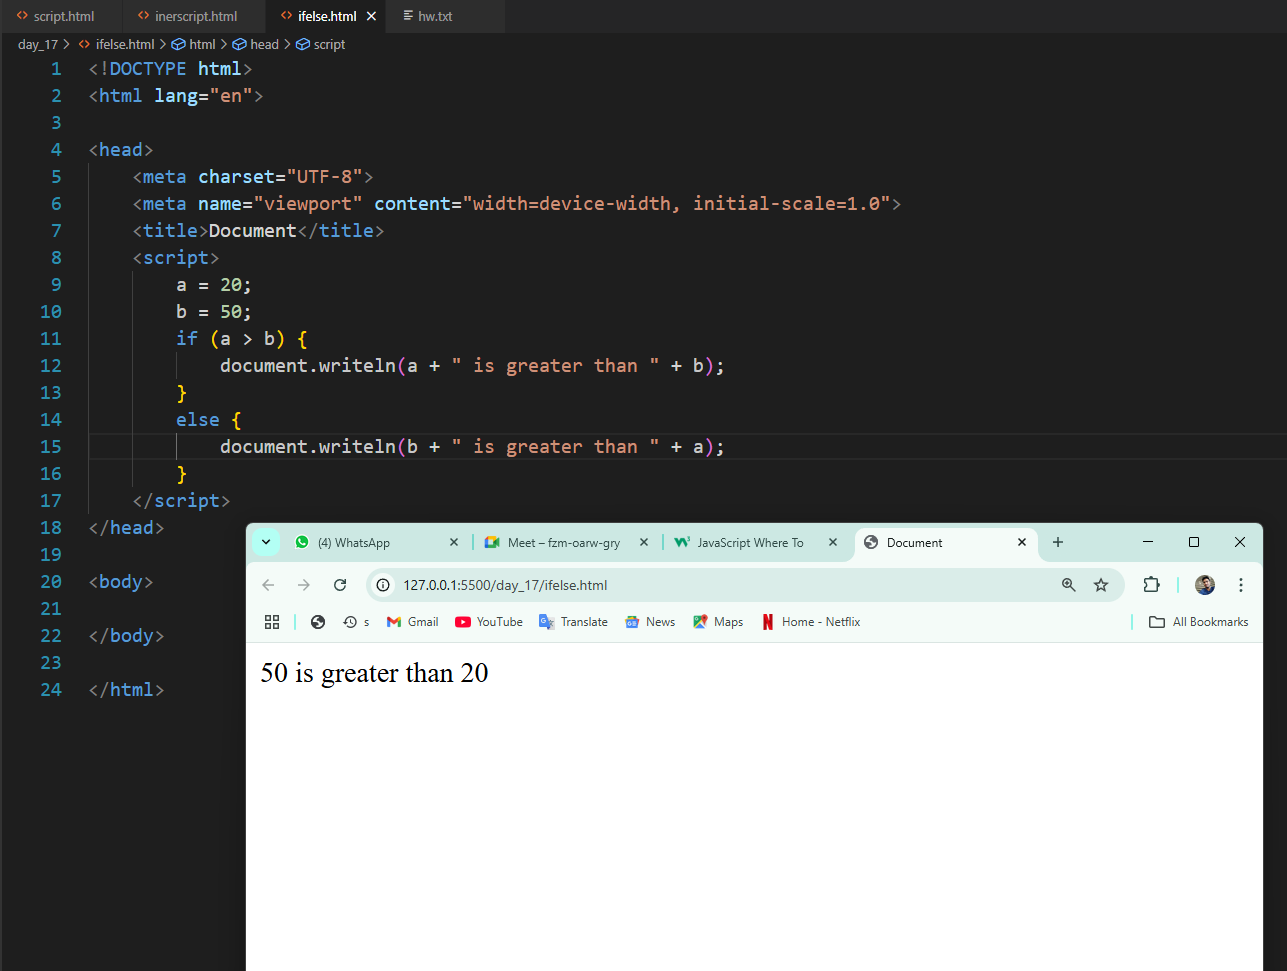 script.html inerscript.html ifelse.html hw.txt
day_17 > ifelse.html > html > head > script
1 <!DOCTYPE html>
2 <html lang="en">
3
4 <head>
5 <meta charset="UTF-8">
6 <meta name="viewport" content="width=device-width, initial-scale=1.0">
7 <title>Document</title>
8 <script>
9 a = 20;
10 b = 50;
11 if (a > b) {
12 document.writeln(a + " is greater than " + b);
13 }
14 else {
15 document.writeln(b + " is greater than " + a);
16 }
17 </script>
18 </head>
19
20 <body>
21
22 </body>
23
24 </html>
(4) WhatsApp Meet – fzm-oarw-gry JavaScript Where To Document
127.0.0.1:5500/day_17/ifelse.html
s Gmail YouTube Translate News Maps Home - Netflix All Bookmarks
50 is greater than 20